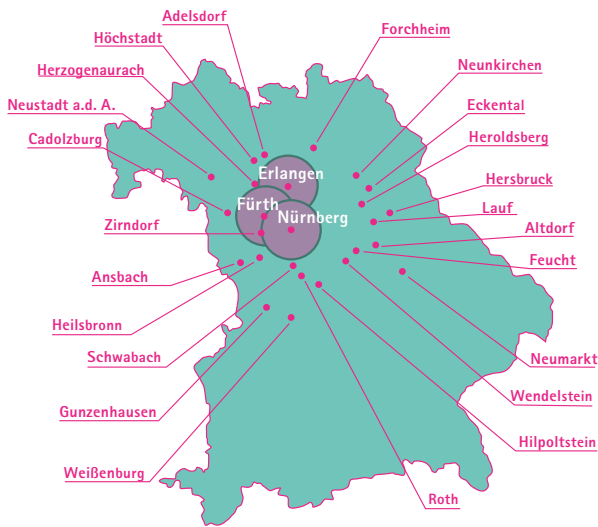 Adelsdorf
Forchheim
Höchstadt
Neunkirchen
Herzogenaurach
Eckental
Neustadt a.d. A.
Heroldsberg
Cadolzburg
Erlangen
Hersbruck
Fürth
Lauf
Nürnberg
Zirndorf
Altdorf
Feucht
Ansbach
Heilsbronn
Schwabach
Neumarkt
Wendelstein
Gunzenhausen
Hilpoltstein
Weißenburg
Roth